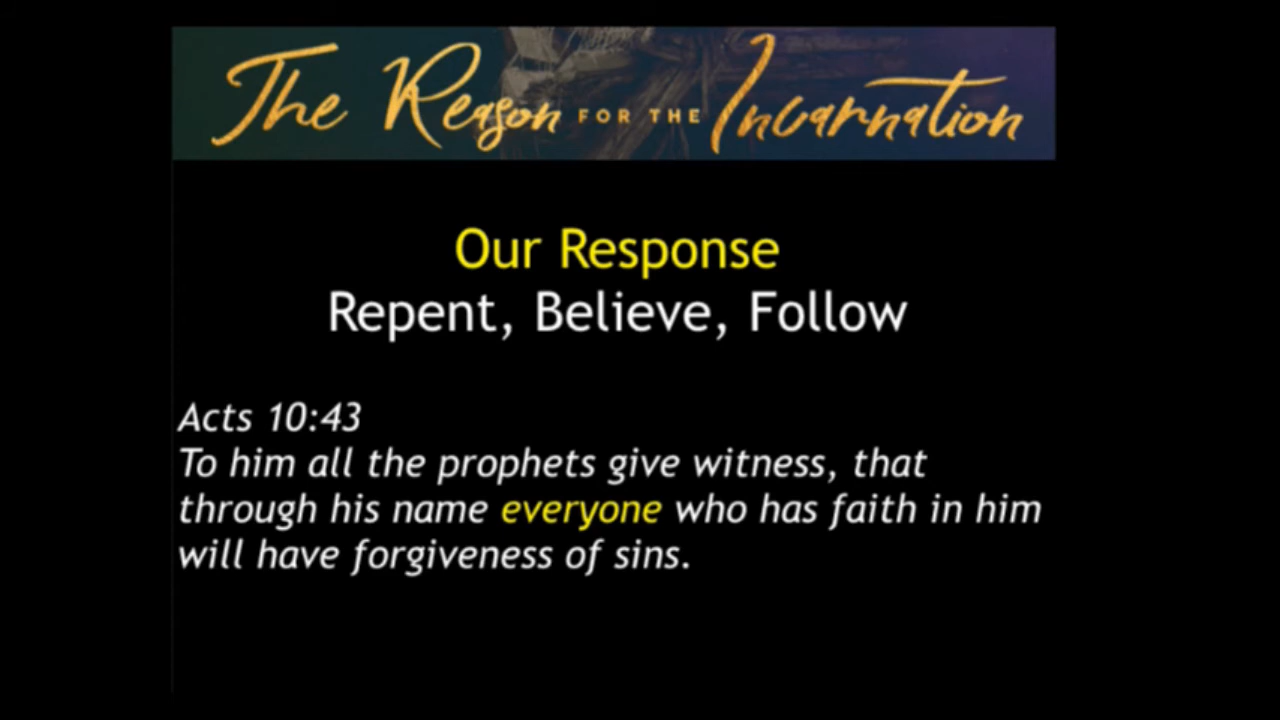 The Reason FOR THE Incarnation
Our Response
Repent, Believe, Follow
Acts 10:43
To him all the prophets give witness, that
through his name everyone who has faith in him
will have forgiveness of sins.